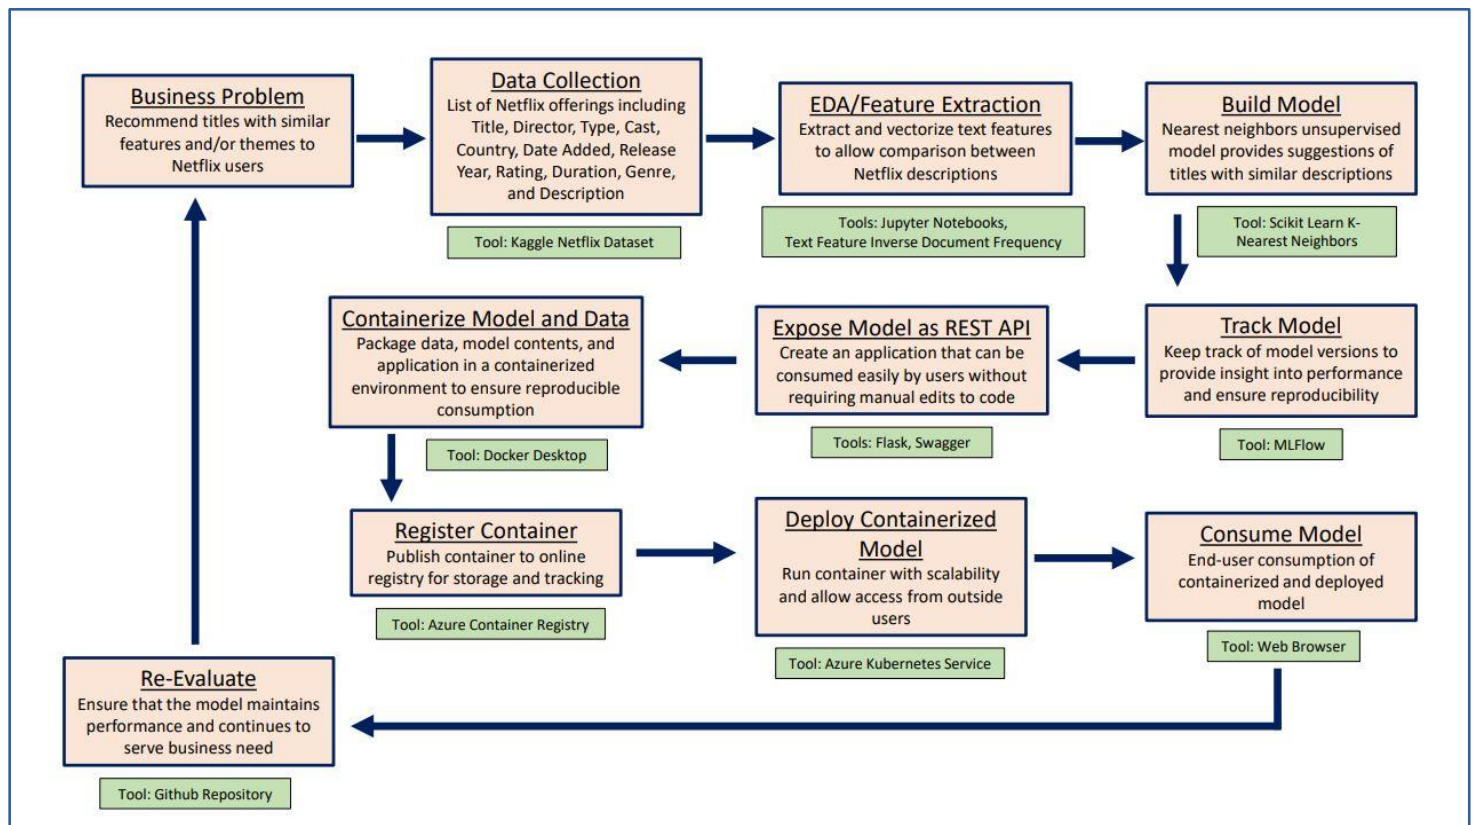 Business Problem
Recommend titles with similar
features and/or themes to
Netflix users
Data Collection
List of Netflix offerings including
Title, Director, Type, Cast,
Country, Date Added, Release
Year, Rating, Duration, Genre,
and Description
Tool: Kaggle Netflix Dataset
EDA/Feature Extraction
Extract and vectorize text features
to allow comparison between
Netflix descriptions
Tools: Jupyter Notebooks,
Text Feature Inverse Document Frequency
Build Model
Nearest neighbors unsupervised
model provides suggestions of
titles with similar descriptions
Tool: Scikit Learn K-
Nearest Neighbors
Track Model
Keep track of model versions to
provide insight into performance
and ensure reproducibility
Tool: MLFlow
Expose Model as REST API
Create an application that can be
consumed easily by users without
requiring manual edits to code
Tools: Flask, Swagger
Containerize Model and Data
Package data, model contents, and
application in a containerized
environment to ensure reproducible
consumption
Tool: Docker Desktop
Register Container
Publish container to online
registry for storage and tracking
Tool: Azure Container Registry
Deploy Containerized
Model
Run container with scalability
and allow access from outside
users
Tool: Azure Kubernetes Service
Consume Model
End-user consumption of
containerized and deployed
model
Tool: Web Browser
Re-Evaluate
Ensure that the model maintains
performance and continues to
serve business need
Tool: Github Repository